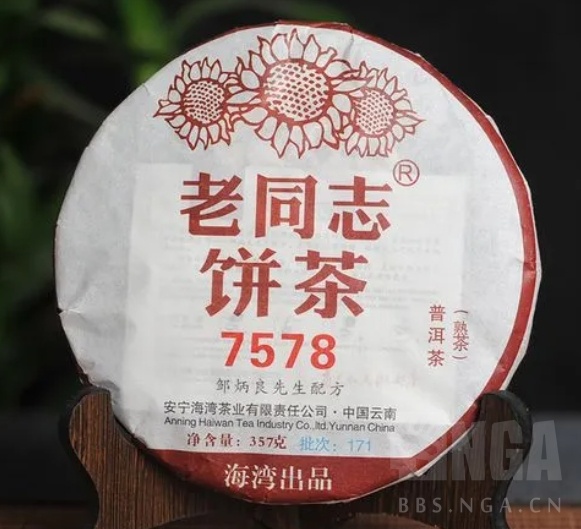 ®
老同志
饼茶
7578
普洱茶
(熟茶)
邹炳良先生配方
安宁海湾茶业有限责任公司·中国云南
Anning Haiwan Tea Industry Co.,ltd.Yunnan China
净含量：357克 批次：171
海湾出品
NGA
BBS.NGA.CN